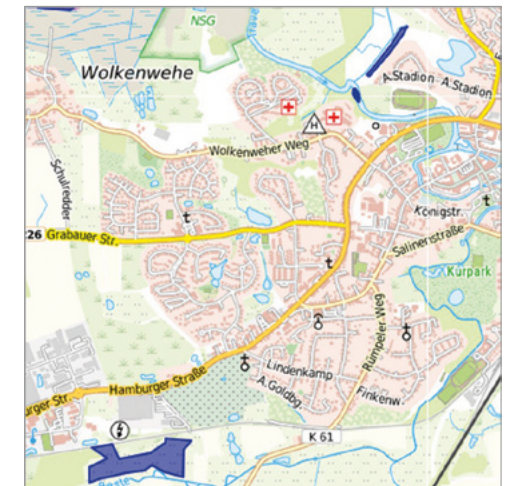 NSG
Wolkenwehe
A.Stadion - A.Stadion
Wolkenweher Weg
H
Schulredder
Königstr.
26 Grabauer Str.
Salinenstraße
Kurpark
Rümpeler Weg
Lindenkamp
Hamburger Straße
A.Goldbg.
Finkenw.
urger Str.
K 61